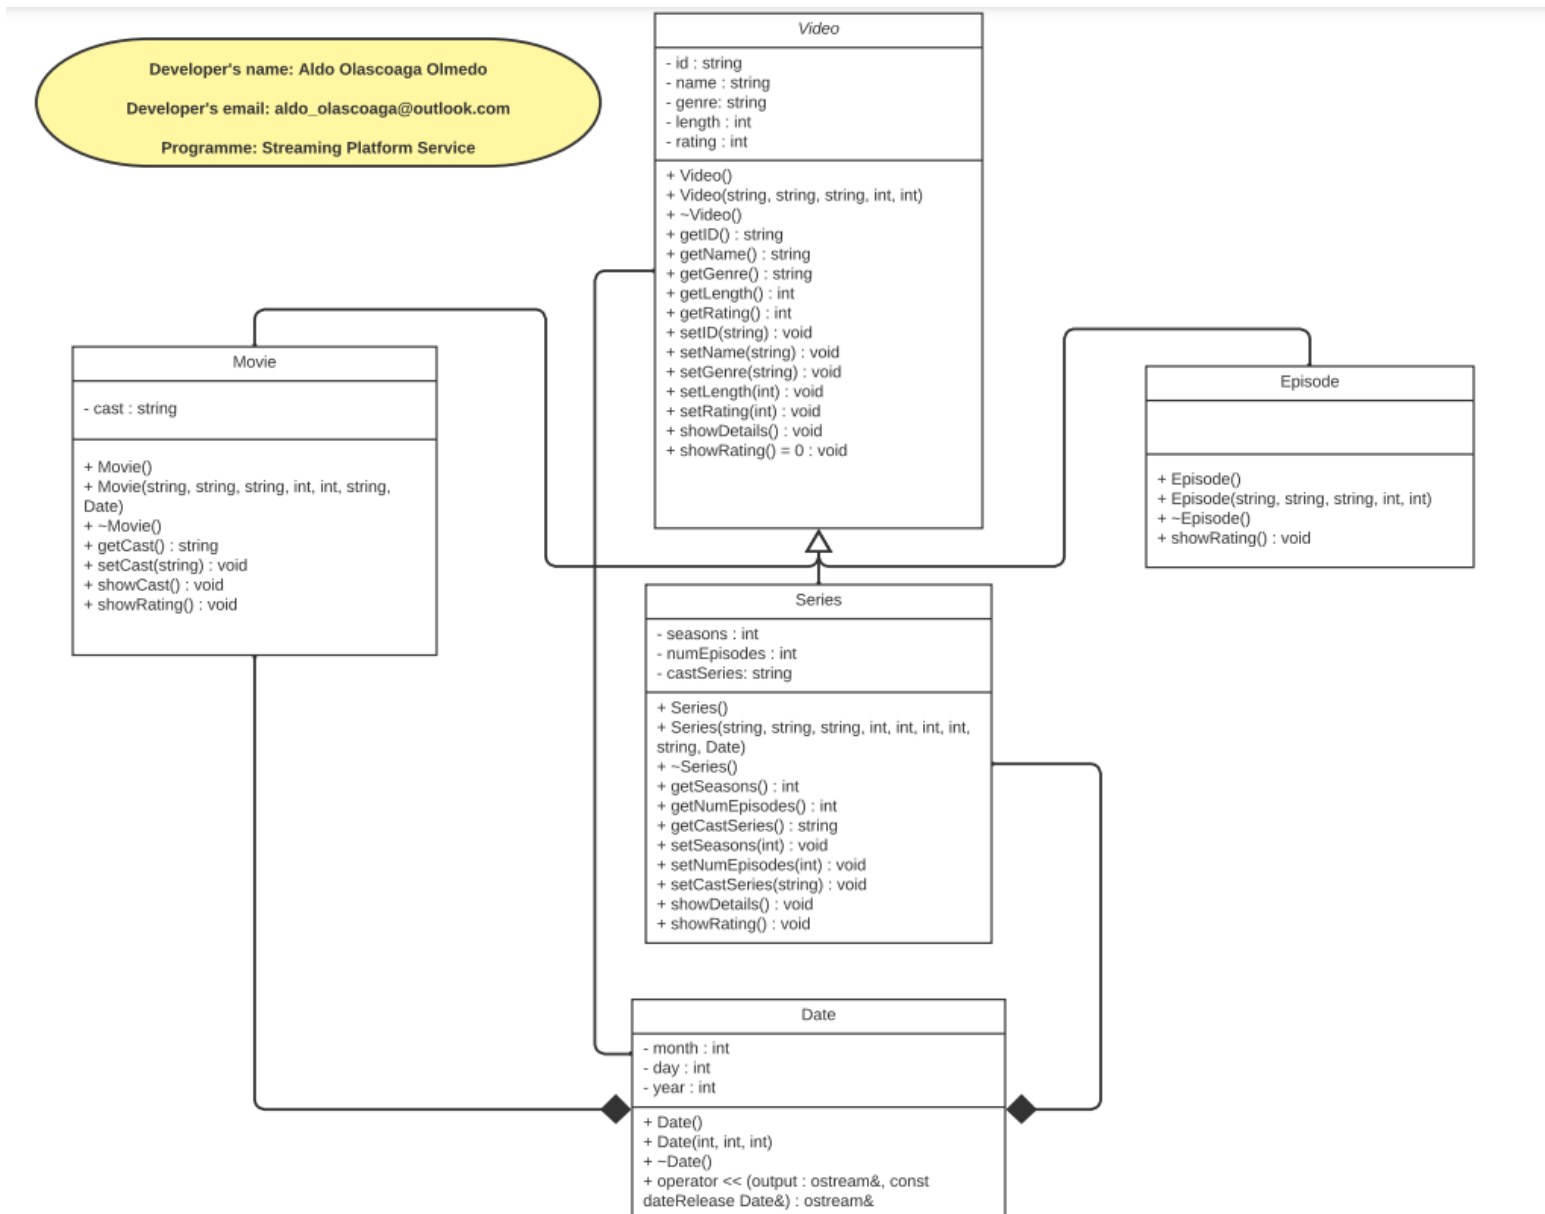 Developer's name: Aldo Olascoaga Olmedo
Developer's email: aldo_olascoaga@outlook.com
Programme: Streaming Platform Service
Video
- id : string
- name : string
- genre: string
- length : int
- rating : int
+ Video()
+ Video(string, string, string, int, int)
+ ~Video()
+ getID() : string
+ getName() : string
+ getGenre() : string
+ getLength() : int
+ getRating() : int
+ setID(string) : void
+ setName(string) : void
+ setGenre(string) : void
+ setLength(int) : void
+ setRating(int) : void
+ showDetails() : void
+ showRating() = 0 : void
Movie
- cast : string
+ Movie()
+ Movie(string, string, string, int, int, string,
Date)
+ ~Movie()
+ getCast() : string
+ setCast(string) : void
+ showCast() : void
+ showRating() : void
Episode
+ Episode()
+ Episode(string, string, string, int, int)
+ ~Episode()
+ showRating() : void
Series
- seasons : int
- numEpisodes : int
- castSeries: string
+ Series()
+ Series(string, string, string, int, int, int, int,
string, Date)
+ ~Series()
+ getSeasons() : int
+ getNumEpisodes() : int
+ getCastSeries() : string
+ setSeasons(int) : void
+ setNumEpisodes(int) : void
+ setCastSeries(string) : void
+ showDetails() : void
+ showRating() : void
Date
- month : int
- day : int
- year : int
+ Date()
+ Date(int, int, int)
+ ~Date()
+ operator << (output : ostream&, const
dateRelease Date&) : ostream&